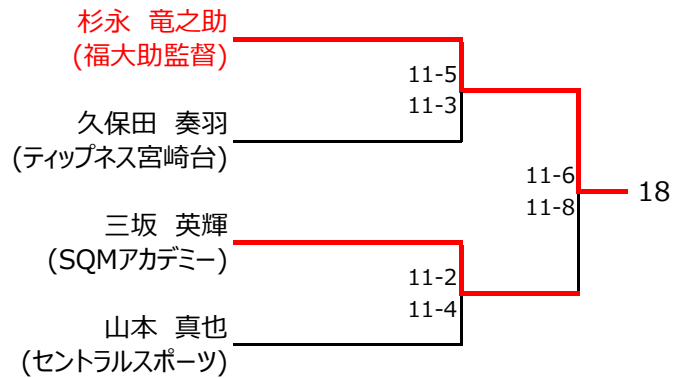 杉永 竜之助
(福大助監督)
11-5
11-3
久保田 奏羽
(ティップネス宮崎台)
11-6
11-8
18
三坂 英輝
(SQMアカデミー)
11-2
11-4
山本 真也
(セントラルスポーツ)